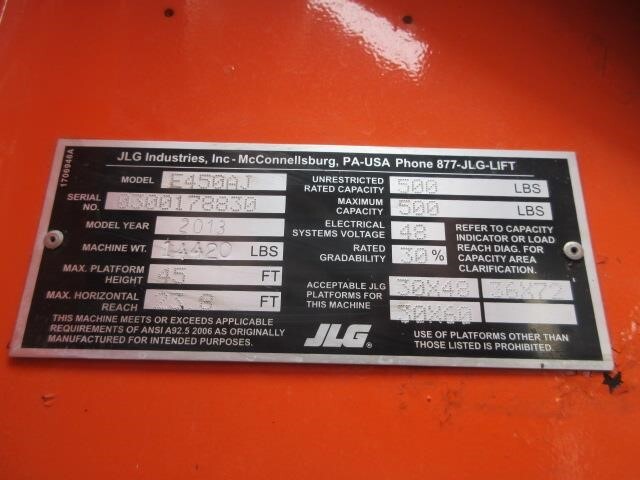 1706948A
JLG Industries, Inc - McConnellsburg, PA-USA Phone 877-JLG-LIFT
MODEL E450AJ
SERIAL NO. 0300178830
MODEL YEAR 2013
MACHINE WT. 14420 LBS
MAX. PLATFORM HEIGHT 45 FT
MAX. HORIZONTAL REACH 23.8 FT
THIS MACHINE MEETS OR EXCEEDS APPLICABLE
REQUIREMENTS OF ANSI A92.5 2006 AS ORIGINALLY
MANUFACTURED FOR INTENDED PURPOSES.
UNRESTRICTED
RATED CAPACITY 500 LBS
MAXIMUM
CAPACITY 500 LBS
ELECTRICAL
SYSTEMS VOLTAGE 48
RATED
GRADABILITY 30 %
REFER TO CAPACITY
INDICATOR OR LOAD
REACH DIAG. FOR
CAPACITY AREA
CLARIFICATION.
ACCEPTABLE JLG
PLATFORMS FOR
THIS MACHINE
30X48 36X72
30X60
JLG®
USE OF PLATFORMS OTHER THAN
THOSE LISTED IS PROHIBITED.